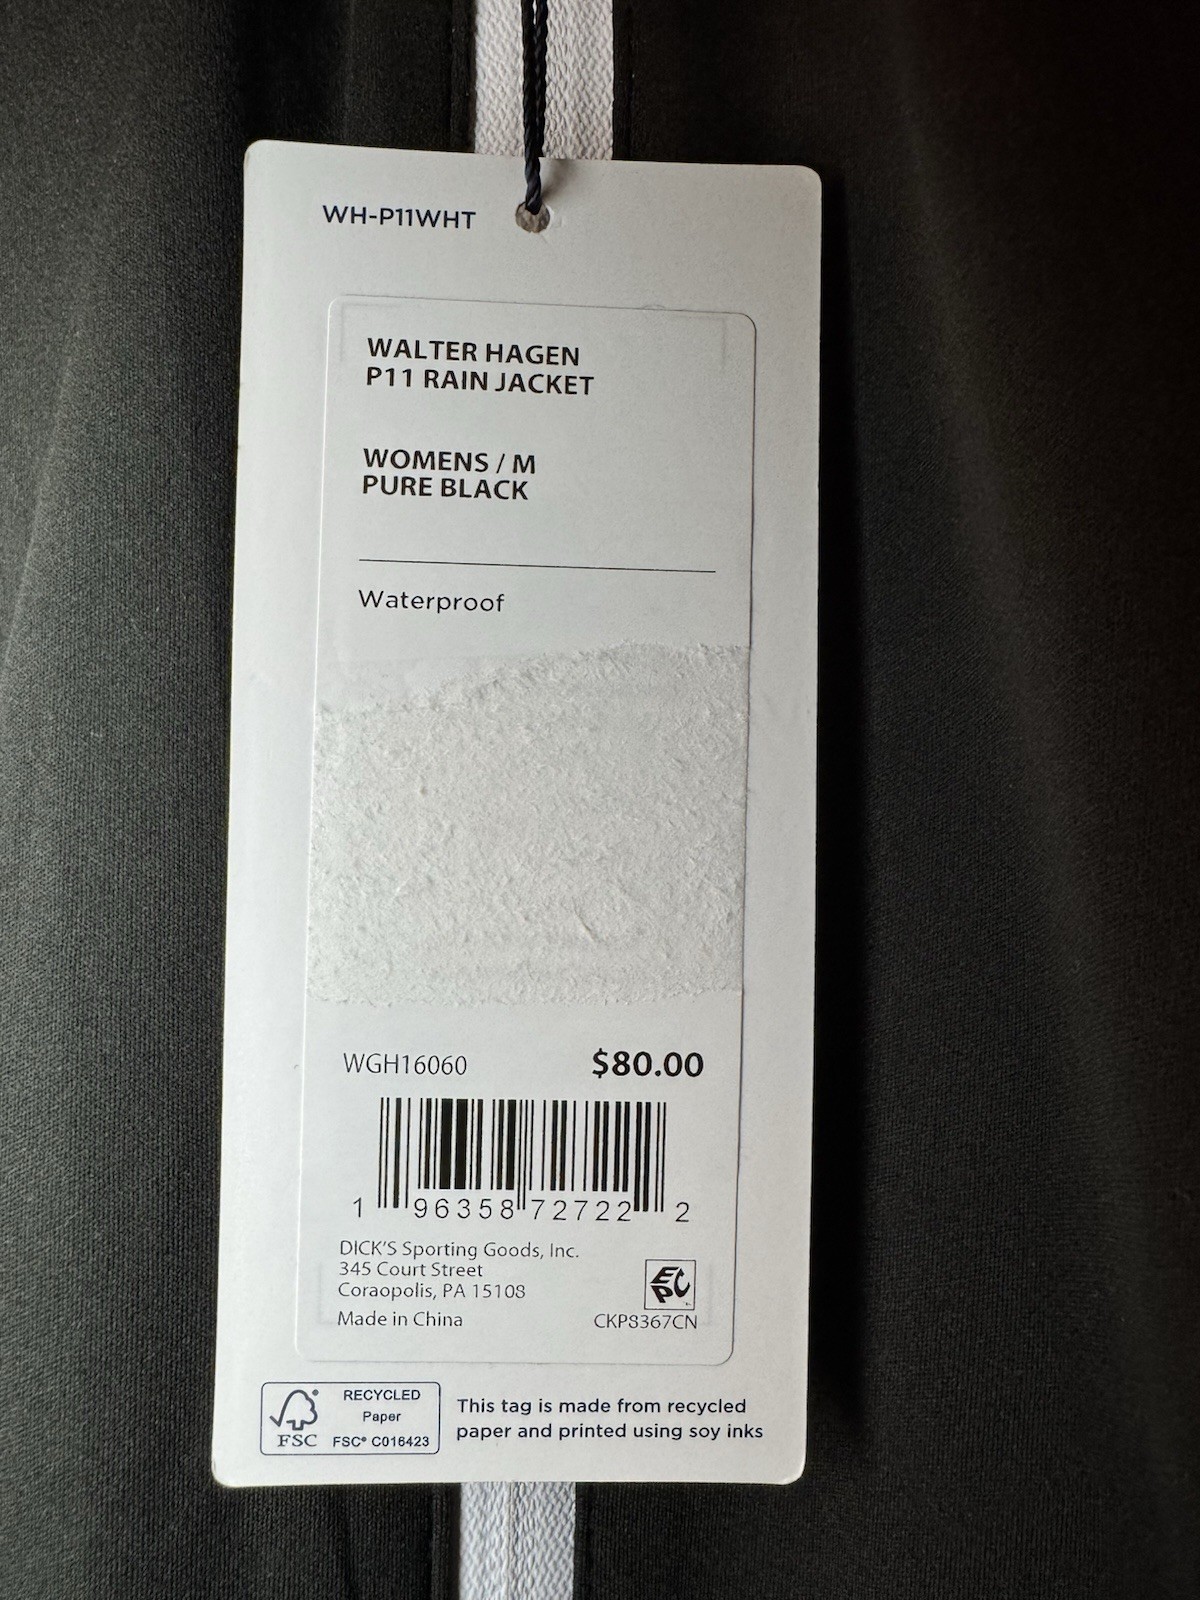 WH-P11WHT
WALTER HAGEN
P11 RAIN JACKET
WOMENS / M
PURE BLACK
Waterproof
WGH16060 $80.00
1 96358 72722 2
DICK'S Sporting Goods, Inc.
345 Court Street
Coraopolis, PA 15108
EPC
Made in China CKP8367CN
RECYCLED
Paper
FSC FSC® C016423
This tag is made from recycled
paper and printed using soy inks